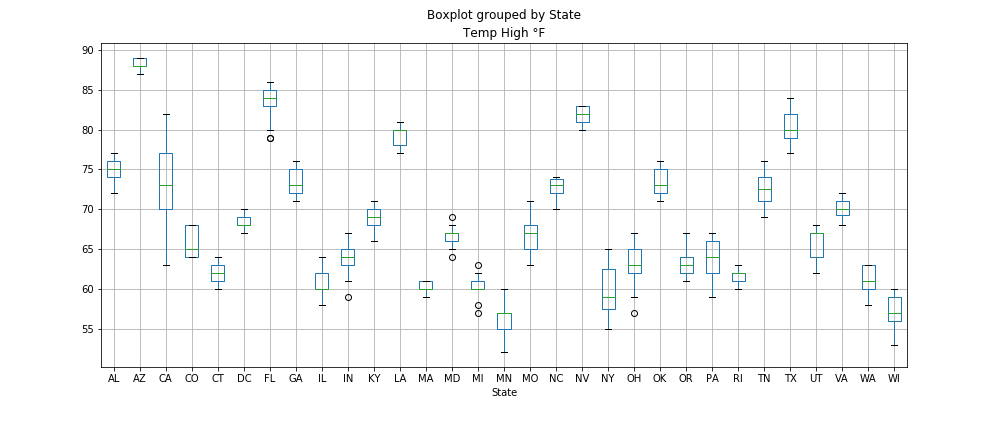 Boxplot grouped by State
Temp High °F
90
85
80
75
70
65
60
55
AL AZ CA CO CT DC FL GA IL IN KY LA MA MD MI MN MO NC NV NY OH OK OR PA RI TN TX UT VA WA WI
State